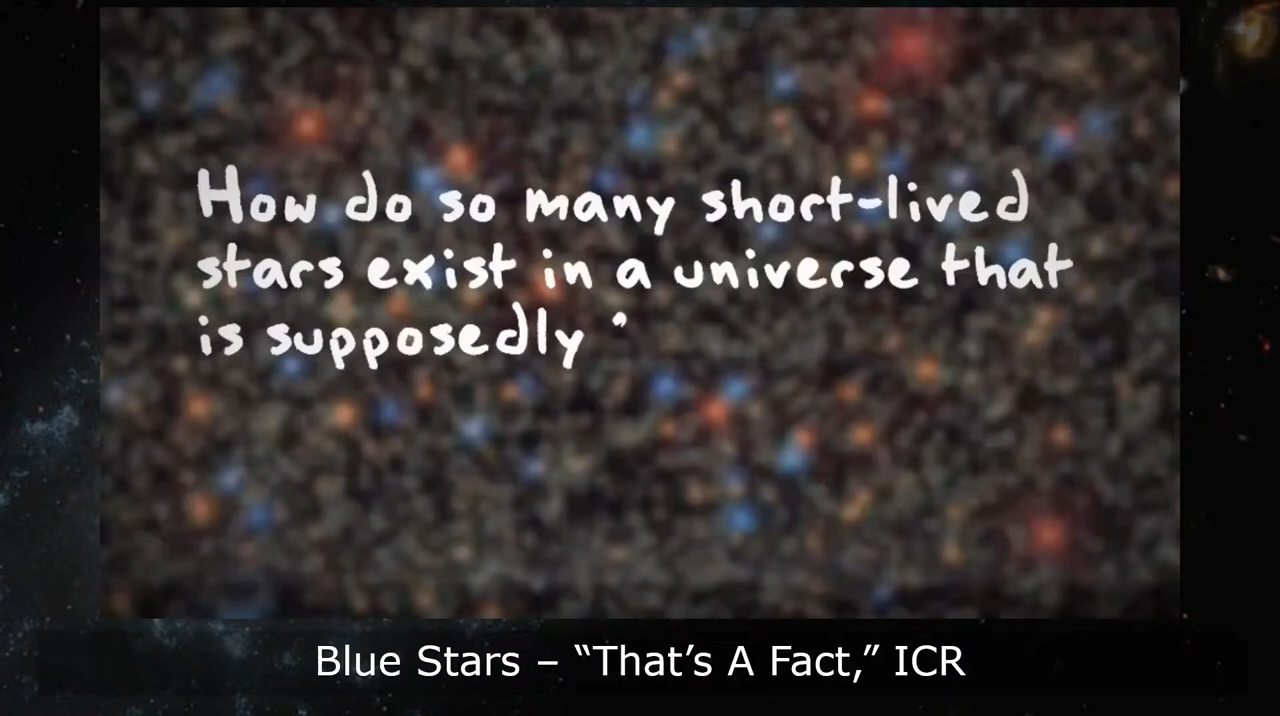 How do so many short-lived
stars exist in a universe that
is supposedly
Blue Stars – “That’s A Fact,” ICR